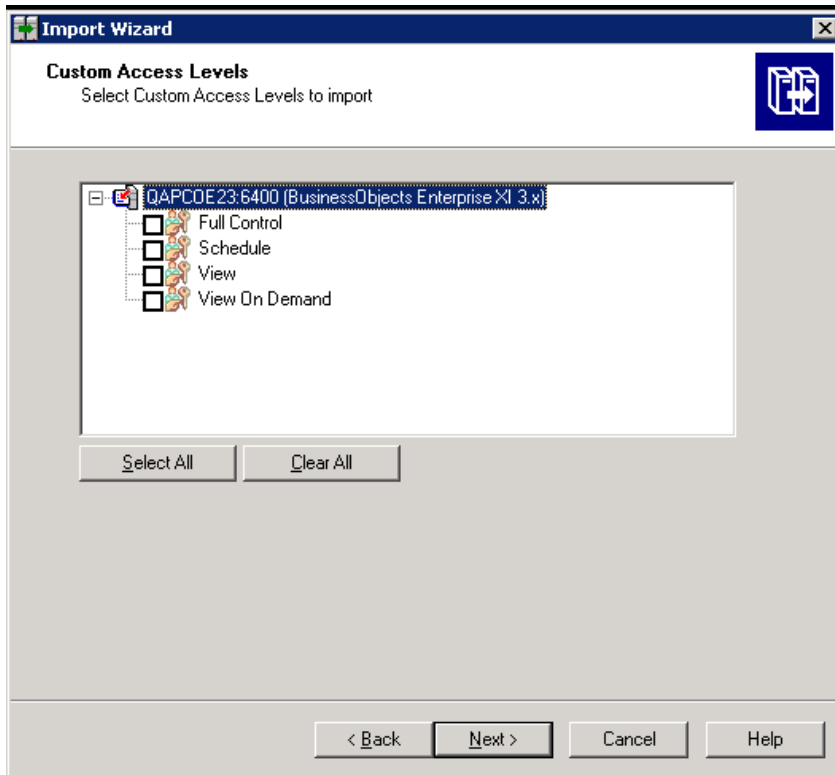 Import Wizard
Custom Access Levels
Select Custom Access Levels to import
QAPCOE23:6400 (BusinessObjects Enterprise XI 3.x)
Full Control
Schedule
View
View On Demand
Select All Clear All
< Back Next > Cancel Help